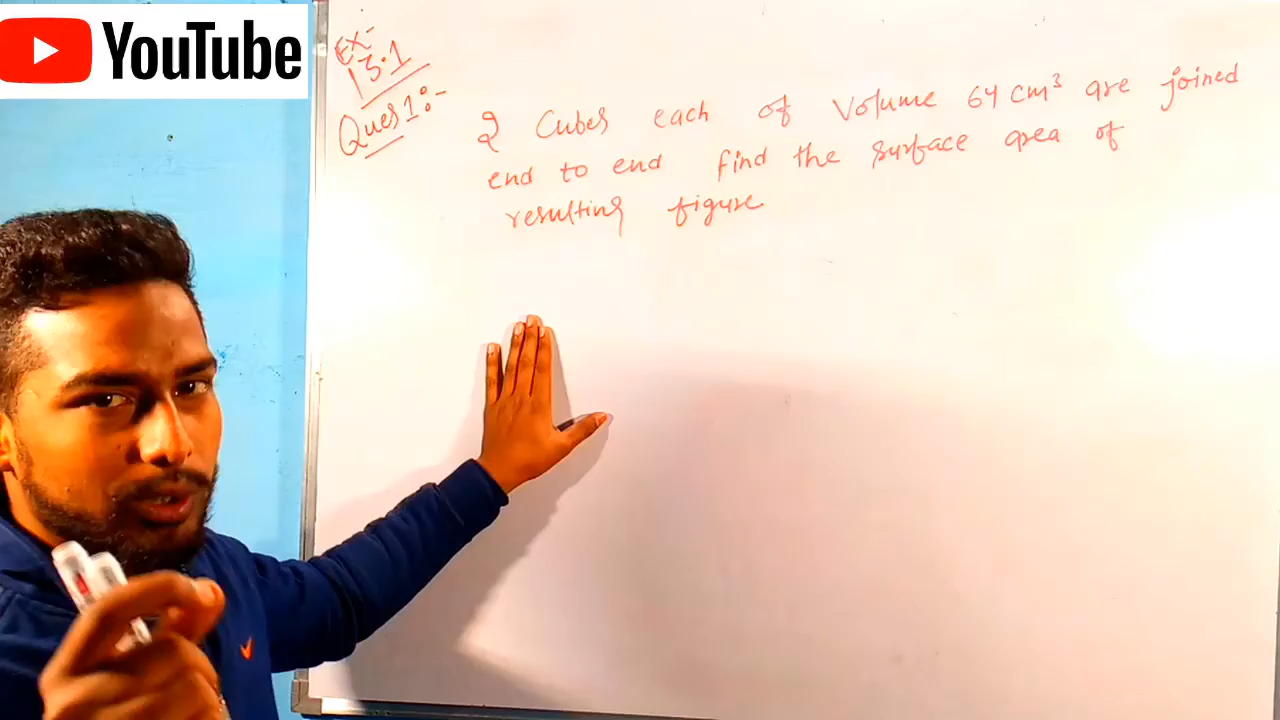 YouTube
Ex-
13.1
Ques 1:-
2 Cubes each of Volume 64 cm³ are joined
end to end find the surface area of
resulting figure